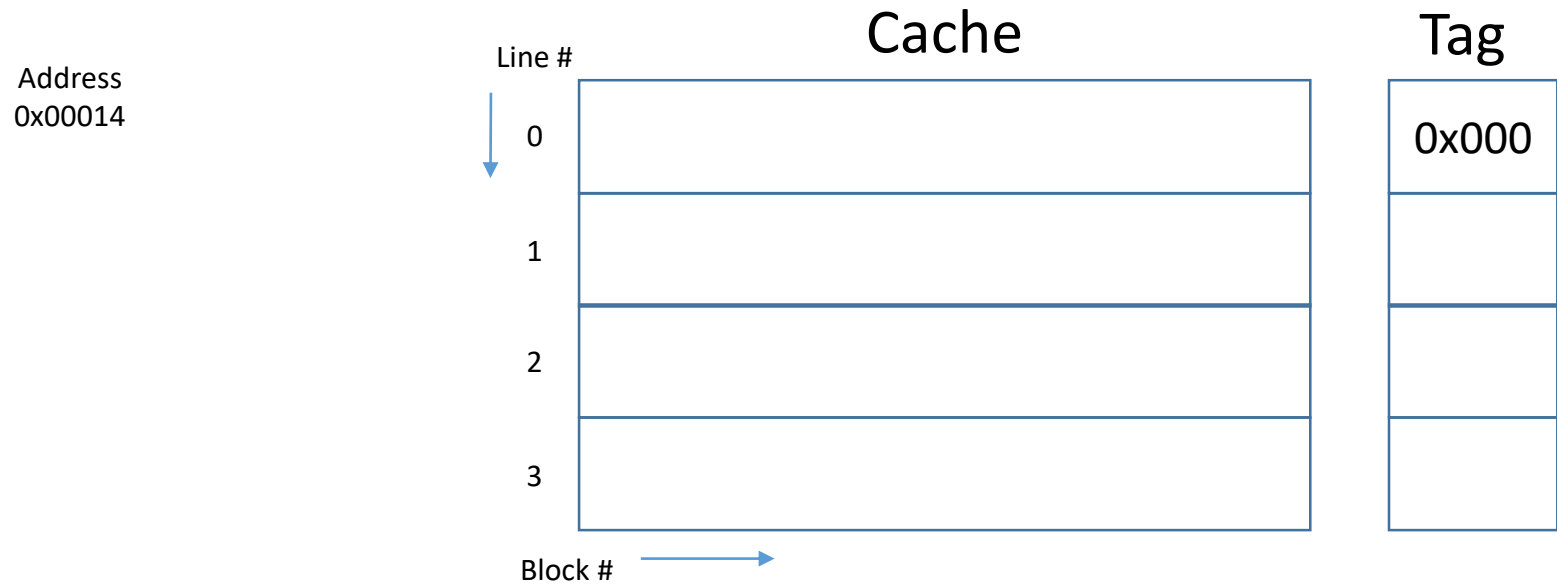 Address
0x00014
Line #
Cache
Tag
0
0x000
1
2
3
Block #